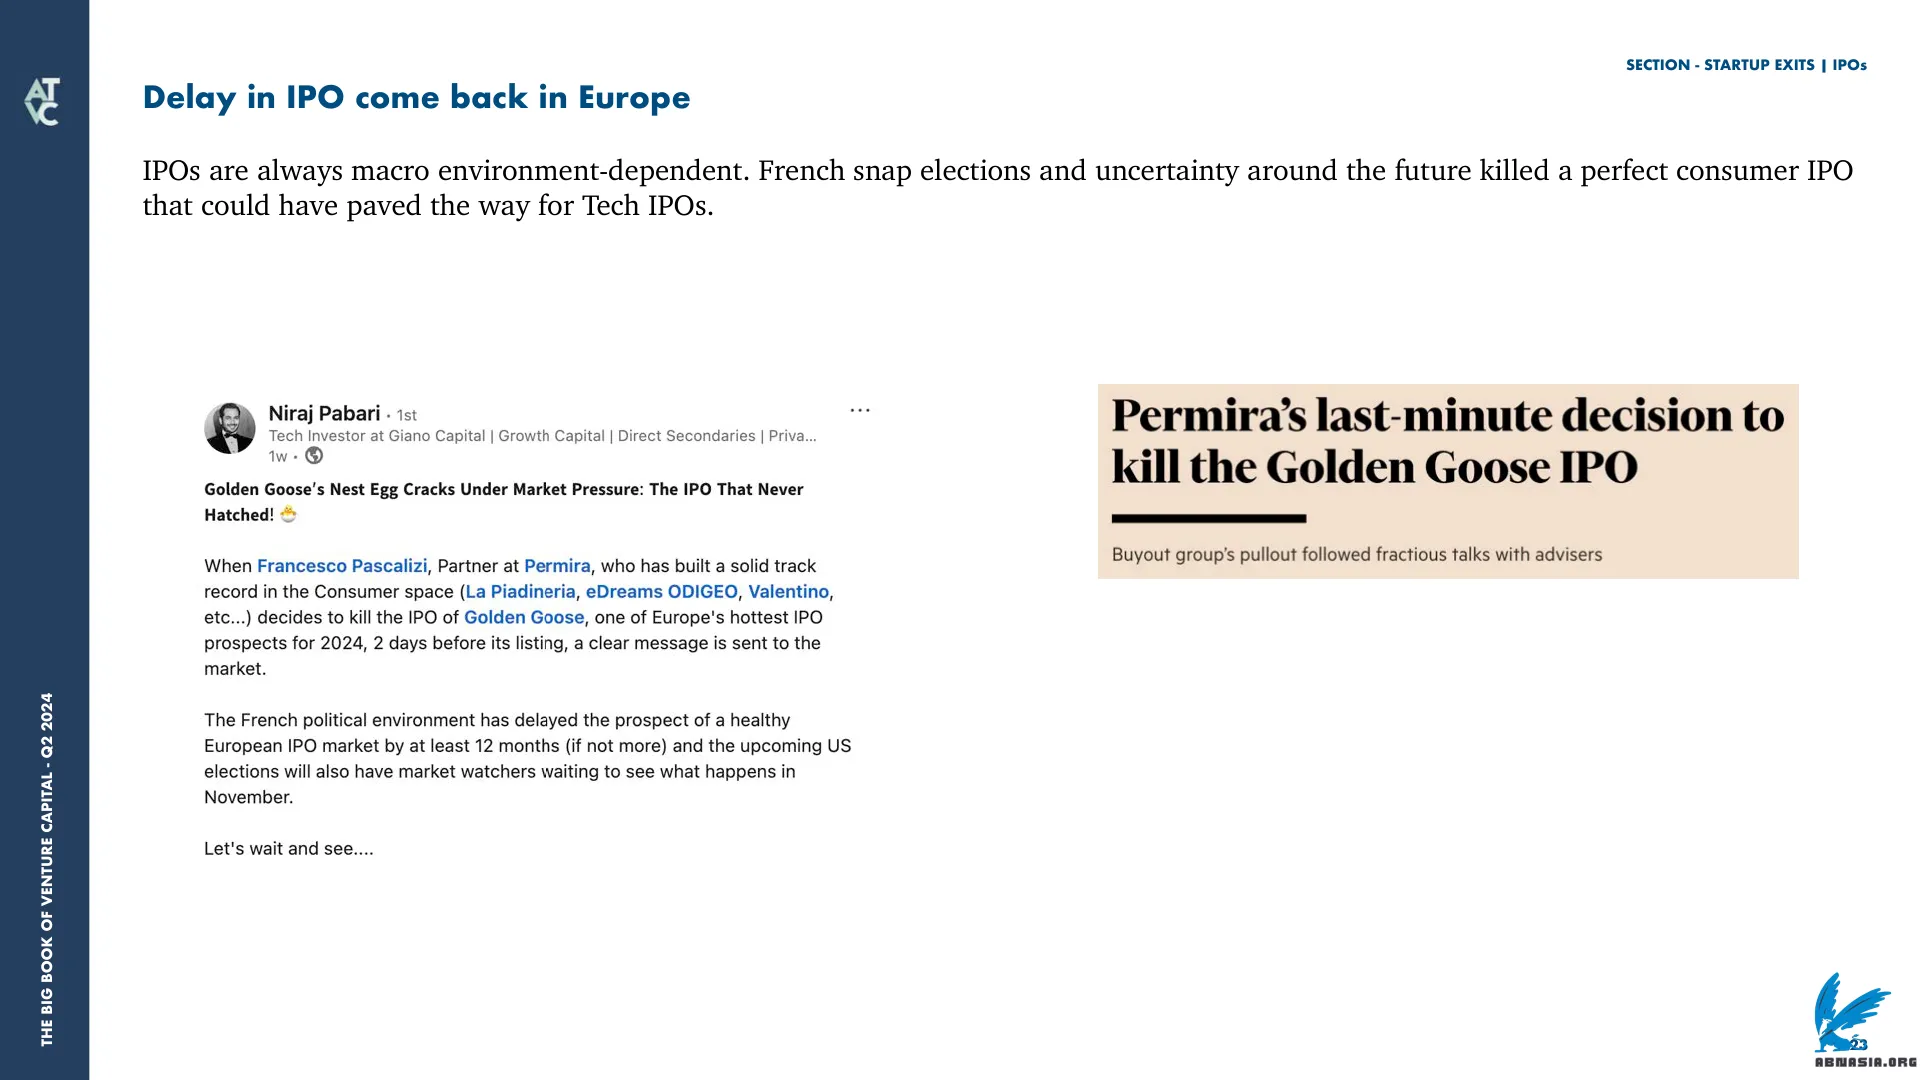 SECTION - STARTUP EXITS | IPOs
ATVC
Delay in IPO come back in Europe
IPOs are always macro environment-dependent. French snap elections and uncertainty around the future killed a perfect consumer IPO
that could have paved the way for Tech IPOs.
Niraj Pabari • 1st
...
Tech Investor at Giano Capital | Growth Capital | Direct Secondaries | Priva...
1w •
Golden Goose's Nest Egg Cracks Under Market Pressure: The IPO That Never
Hatched! 🐣
When Francesco Pascalizi, Partner at Permira, who has built a solid track
record in the Consumer space (La Piadineria, eDreams ODIGEO, Valentino,
etc...) decides to kill the IPO of Golden Goose, one of Europe's hottest IPO
prospects for 2024, 2 days before its listing, a clear message is sent to the
market.
The French political environment has delayed the prospect of a healthy
European IPO market by at least 12 months (if not more) and the upcoming US
elections will also have market watchers waiting to see what happens in
November.
Let's wait and see....
Permira's last-minute decision to
kill the Golden Goose IPO
Buyout group's pullout followed fractious talks with advisers
THE BIG BOOK OF VENTURE CAPITAL - Q2 2024
23
ABNASIA.ORG